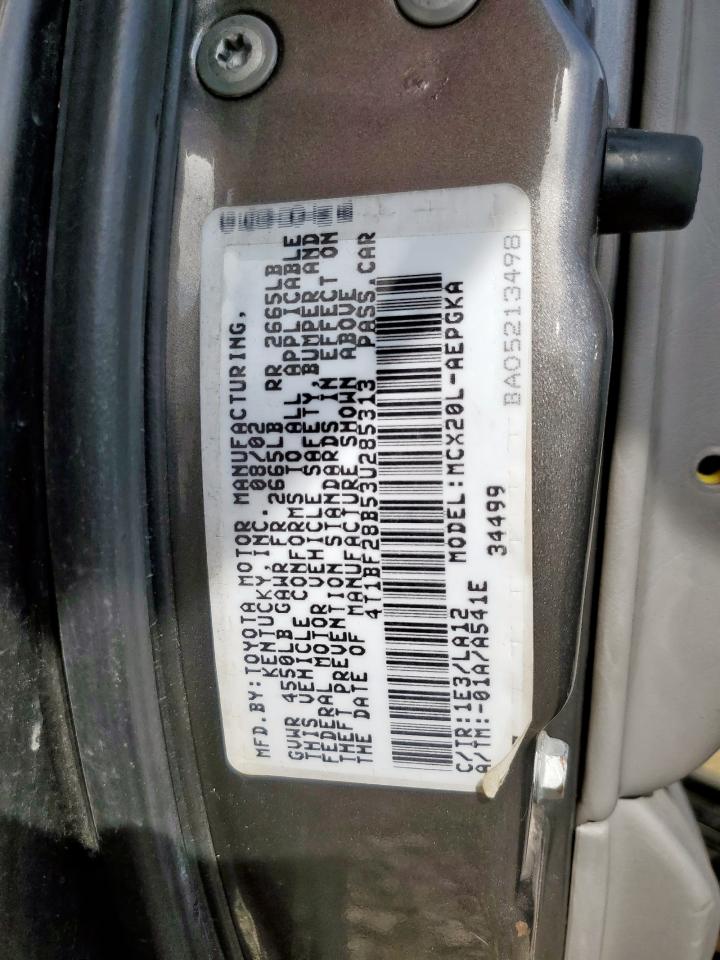 MFD. BY: TOYOTA MOTOR MANUFACTURING,
KENTUCKY, INC. 08/02
GVWR 4550LB GAWR FR 2665LB RR 2665LB
THIS VEHICLE CONFORMS TO ALL APPLICABLE
FEDERAL MOTOR VEHICLE SAFETY, BUMPER AND
THEFT PREVENTION STANDARDS IN EFFECT ON
THE DATE OF MANUFACTURE SHOWN ABOVE
4T1BF28B53U285313 PASS.CAR
MODEL: MCX20L-AEPGKA
C/TR: 1E3/LA12
A/TM: -01A/A541E 34499
BA05213498